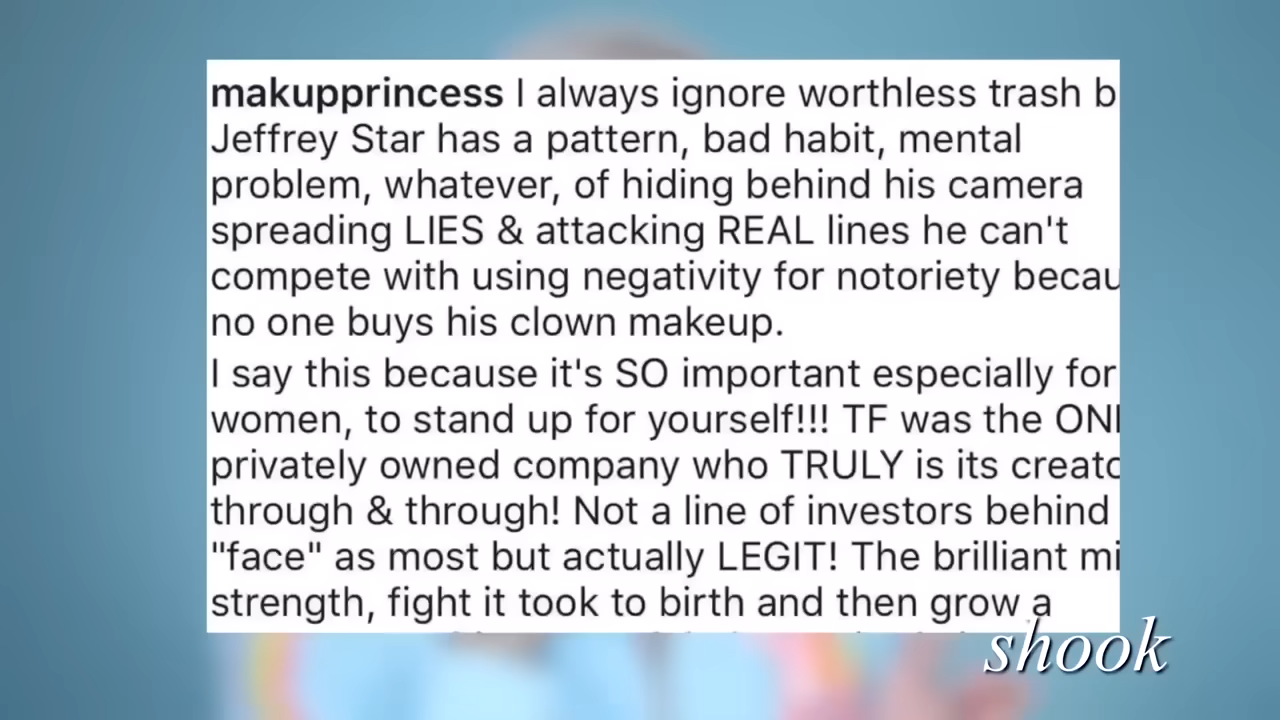 makupprincess I always ignore worthless trash b
Jeffrey Star has a pattern, bad habit, mental
problem, whatever, of hiding behind his camera
spreading LIES & attacking REAL lines he can't
compete with using negativity for notoriety becau
no one buys his clown makeup.
I say this because it's SO important especially for
women, to stand up for yourself!!! TF was the ON
privately owned company who TRULY is its creato
through & through! Not a line of investors behind
"face" as most but actually LEGIT! The brilliant mi
strength, fight it took to birth and then grow a
shook